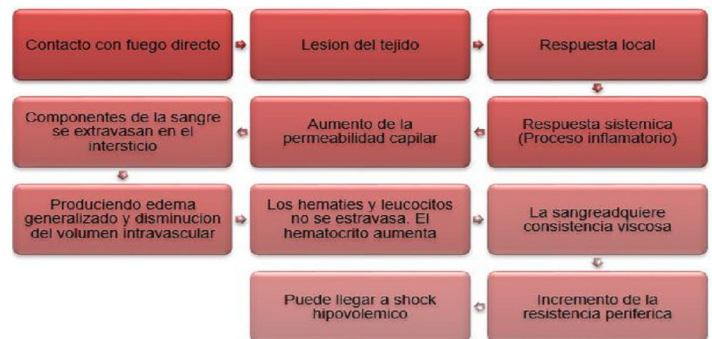 Contacto con fuego directo
Lesion del tejido
Respuesta local
Respuesta sistemica
(Proceso inflamatorio)
Aumento de la
permeabilidad capilar
Componentes de la sangre
se extravasan en el
intersticio
Produciendo edema
generalizado y disminucion
del volumen intravascular
Los hematies y leucocitos
no se estravasa. El
hematocrito aumenta
La sangreadquiere
consistencia viscosa
Incremento de la
resistencia periferica
Puede llegar a shock
hipovolemico